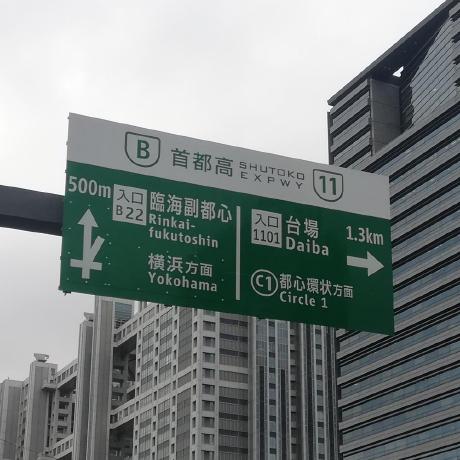 B 首都高 SHUTOKO EXPWY 11
500m
入口 B22
臨海副都心
Rinkai-
fukutoshin
横浜方面
Yokohama
入口 1101
台場
Daiba
1.3km
C1 都心環状方面
Circle 1